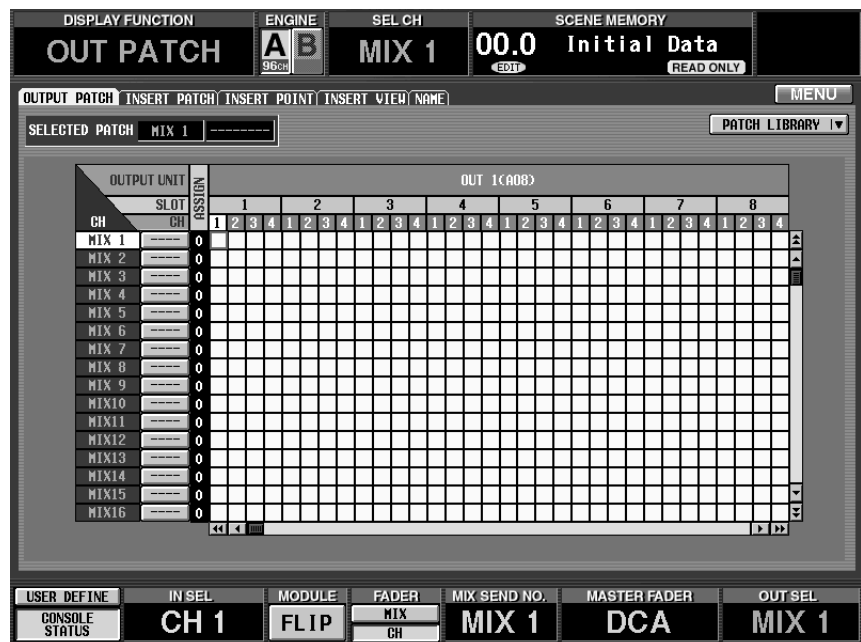 DISPLAY FUNCTION ENGINE SEL CH SCENE MEMORY
OUT PATCH A B MIX 1 00.0 Initial Data
96CH EDIT READ ONLY
OUTPUT PATCH INSERT PATCH INSERT POINT INSERT VIEW NAME MENU
SELECTED PATCH MIX 1 -------- PATCH LIBRARY
OUTPUT UNIT ASSIGN OUT 1(AO8)
SLOT 1 2 3 4 5 6 7 8
CH CH 1 2 3 4 1 2 3 4 1 2 3 4 1 2 3 4 1 2 3 4 1 2 3 4 1 2 3 4 1 2 3 4
MIX 1 ---- 0
MIX 2 ---- 0
MIX 3 ---- 0
MIX 4 ---- 0
MIX 5 ---- 0
MIX 6 ---- 0
MIX 7 ---- 0
MIX 8 ---- 0
MIX 9 ---- 0
MIX10 ---- 0
MIX11 ---- 0
MIX12 ---- 0
MIX13 ---- 0
MIX14 ---- 0
MIX15 ---- 0
MIX16 ---- 0
USER DEFINE IN SEL MODULE FADER MIX SEND NO. MASTER FADER OUT SEL
CONSOLE STATUS CH 1 FLIP MIX CH MIX 1 DCA MIX 1